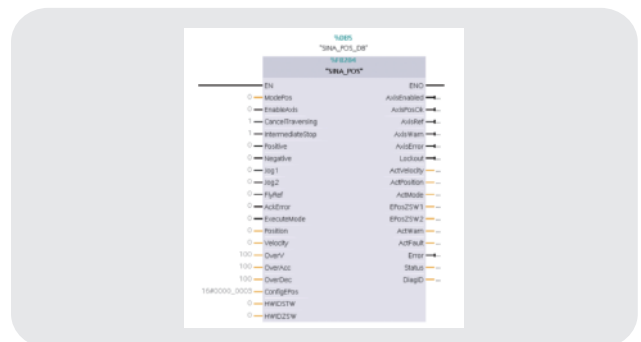 %DB5
"SINA_POS_DB"
"SINA_POS"
EN ENO
0 ModePos AxisEnabled
0 EnableAxis AxisPosOk
1 CancelTraversing AxisRef
1 IntermediateStop AxisWarn
0 Positive AxisError
0 Negative Lockout
0 Jog1 ActVelocity
0 Jog2 ActPosition
0 FlyRef ActMode
0 AckError EPosZSW1
0 ExecuteMode EPosZSW2
0 Position ActWarn
0 Velocity ActFault
100 OverV Error
100 OverAcc Status
100 OverDec DiagID
16#0000_0003 ConfigEPos
0 HWIDSTW
0 HWIDZSW